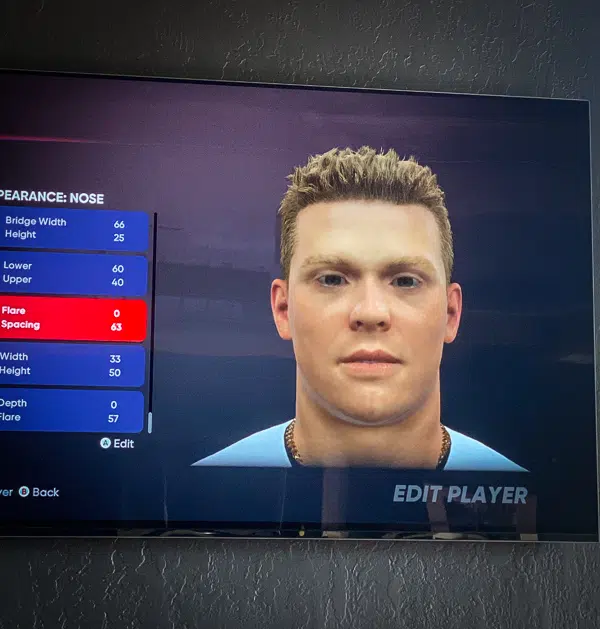 PEARANCE: NOSE
Bridge Width 66
Height 25
Lower 60
Upper 40
Flare 0
Spacing 63
Width 33
Height 50
Depth 0
Flare 57
A Edit
yer B Back
EDIT PLAYER